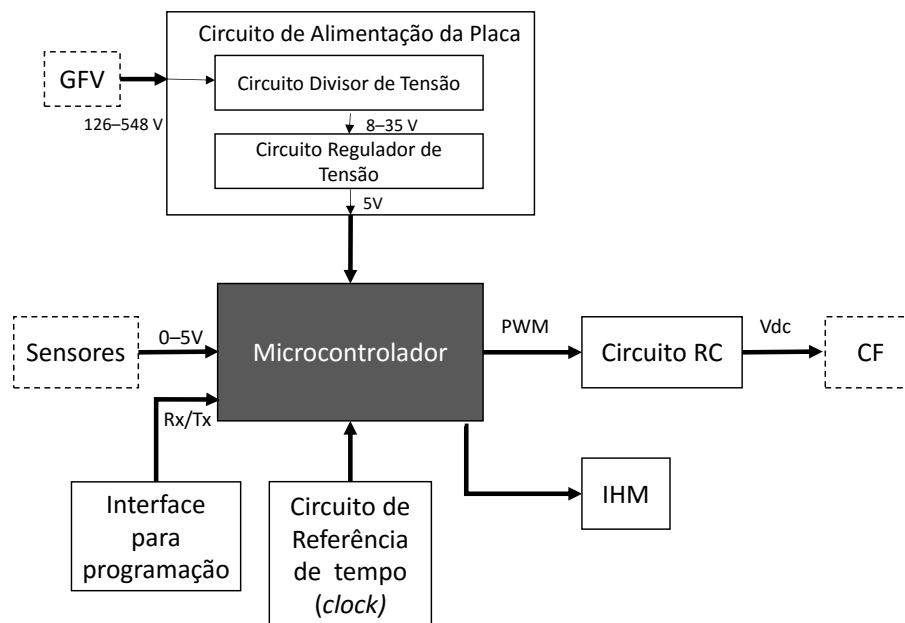 Circuito de Alimentação da Placa
GFV
126–548 V
Circuito Divisor de Tensão
8–35 V
Circuito Regulador de
Tensão
5V
Sensores
0–5V
Microcontrolador
PWM
Circuito RC
Vdc
CF
Rx/Tx
Interface
para
programação
Circuito de
Referência
de tempo
(clock)
IHM